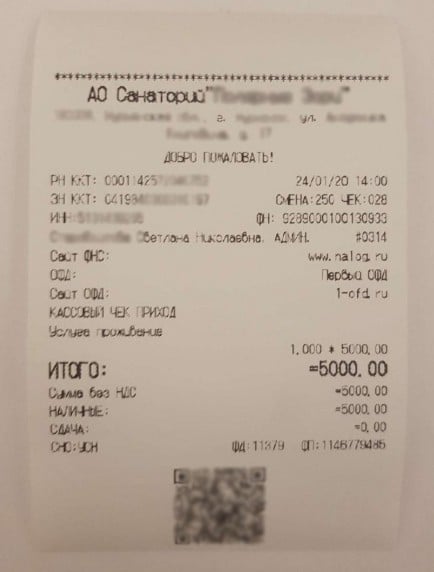 ************************************************
АО Санаторий"
г. ул.
ДОБРО ПОЖАЛОВАТЬ!
РН ККТ: 24/01/20 14:00
ЗН ККТ: СМЕНА:250 ЧЕК:028
ИНН: ФН: 9289000100130933
Светлана Николаевна. АДМИН. #0314
Сайт ФНС: www.nalog.ru
ОФД: Первый ОФД
Сайт ОФД: 1-ofd.ru
КАССОВЫЙ ЧЕК ПРИХОД
Услуга проживание
1.000 * 5000.00
ИТОГО: =5000.00
Сумма без НДС =5000.00
НАЛИЧНЫЕ: =5000.00
СДАЧА: =0.00
СНО:УСН ФД:11379 ФП:1146779485